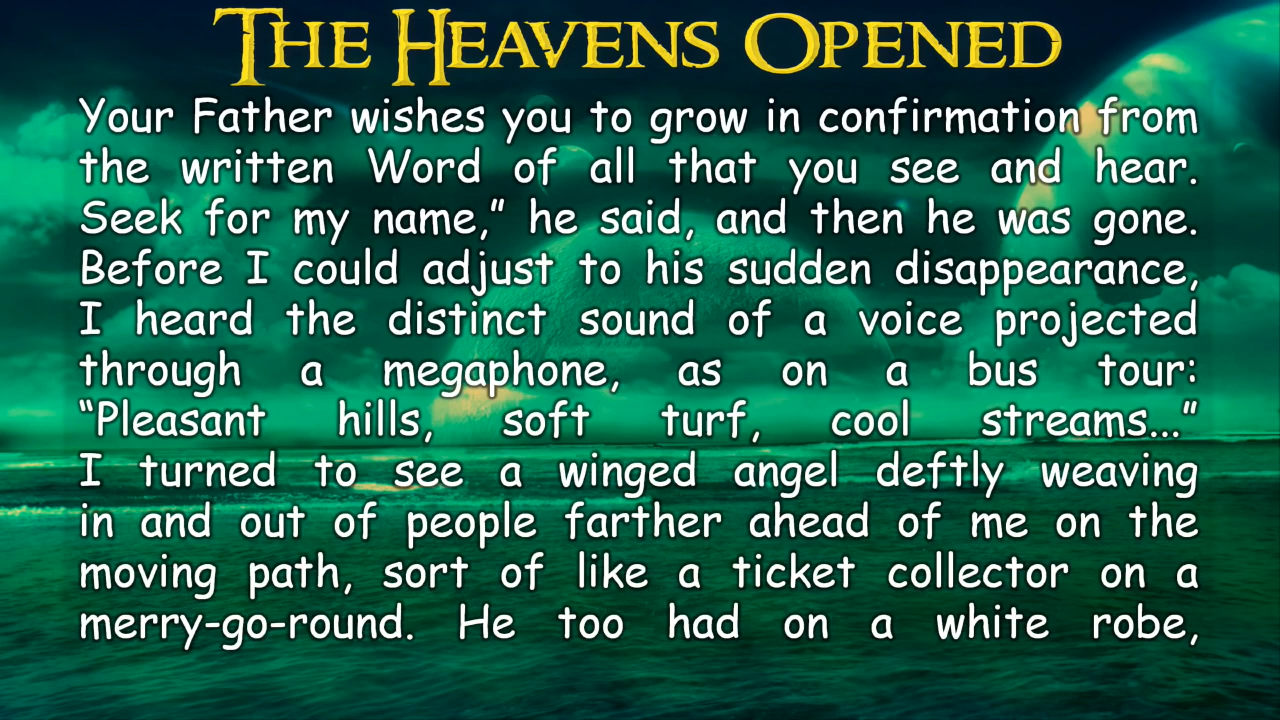 THE HEAVENS OPENED
Your Father wishes you to grow in confirmation from
the written Word of all that you see and hear.
Seek for my name,” he said, and then he was gone.
Before I could adjust to his sudden disappearance,
I heard the distinct sound of a voice projected
through a megaphone, as on a bus tour:
“Pleasant hills, soft turf, cool streams...”
I turned to see a winged angel deftly weaving
in and out of people farther ahead of me on the
moving path, sort of like a ticket collector on a
merry-go-round. He too had on a white robe,